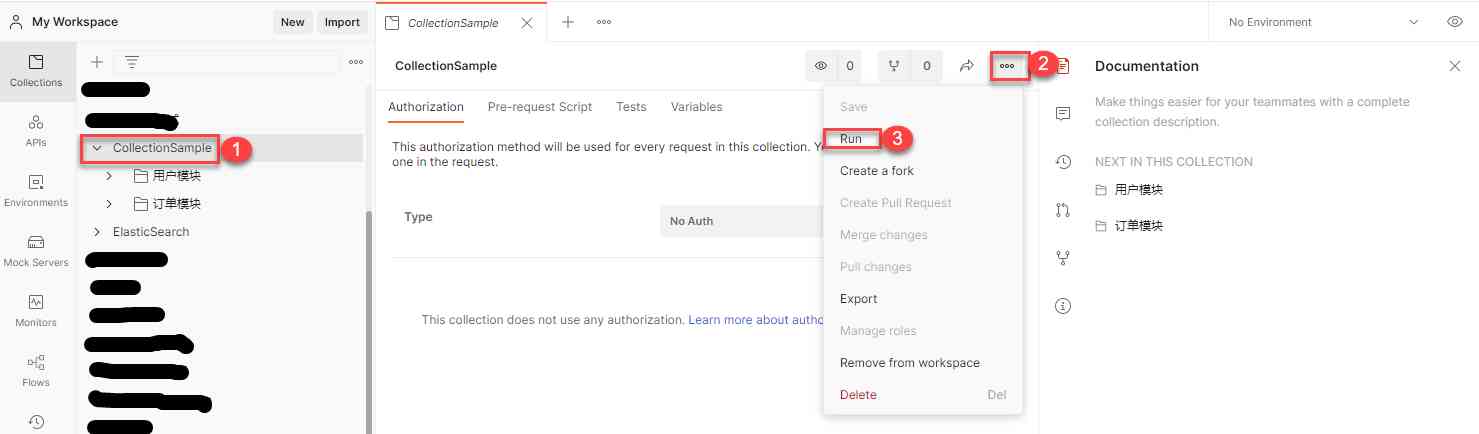 My Workspace
New
Import
CollectionSample
No Environment
Collections
APIs
Environments
Mock Servers
Monitors
Flows
CollectionSample
1
用户模块
订单模块
ElasticSearch
CollectionSample
0
0
2
Authorization
Pre-request Script
Tests
Variables
This authorization method will be used for every request in this collection.
one in the request.
Type
No Auth
This collection does not use any authorization. Learn more about
Save
Run
3
Create a fork
Create Pull Request
Merge changes
Pull changes
Export
Manage roles
Remove from workspace
Delete
Del
Documentation
Make things easier for your teammates with a complete
collection description.
NEXT IN THIS COLLECTION
用户模块
订单模块